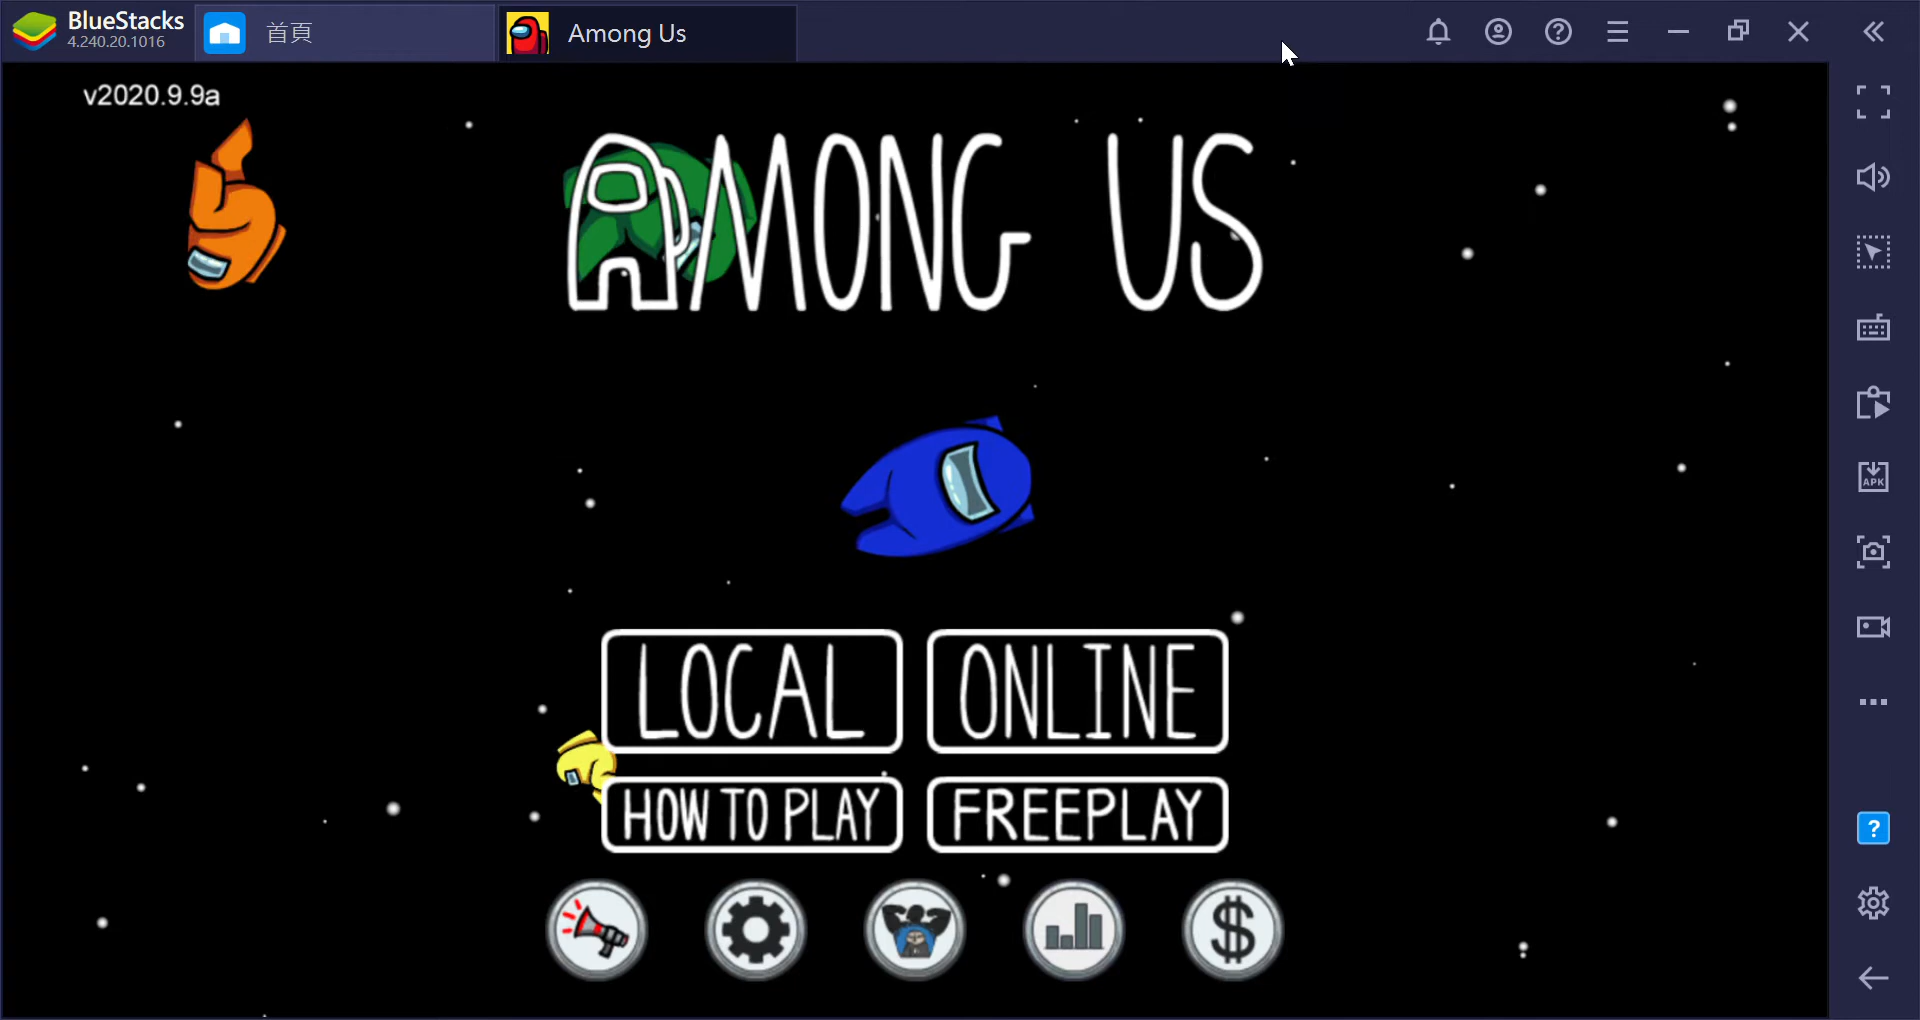 BlueStacks
4.240.20.1016
首頁
Among Us
v2020.9.9a
AMONG US
LOCAL
ONLINE
HOW TO PLAY
FREEPLAY
APK
?
$